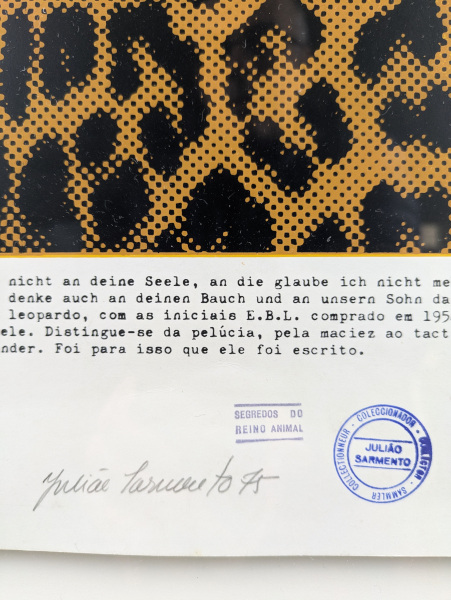 nicht an deine Seele, an die glaube ich nicht me
denke auch an deinen Bauch und an unsern Sohn da
leopardo, com as iniciais E.B.L. comprado em 195
ele. Distingue-se da pelúcia, pela maciez ao tact
nder. Foi para isso que ele foi escrito.
SEGREDOS DO
REINO ANIMAL
COLECCIONADOR · COLLECTOR · SAMMLER · COLLECTIONNEUR ·
JULIÃO
SARMENTO
Julião Sarmento 75